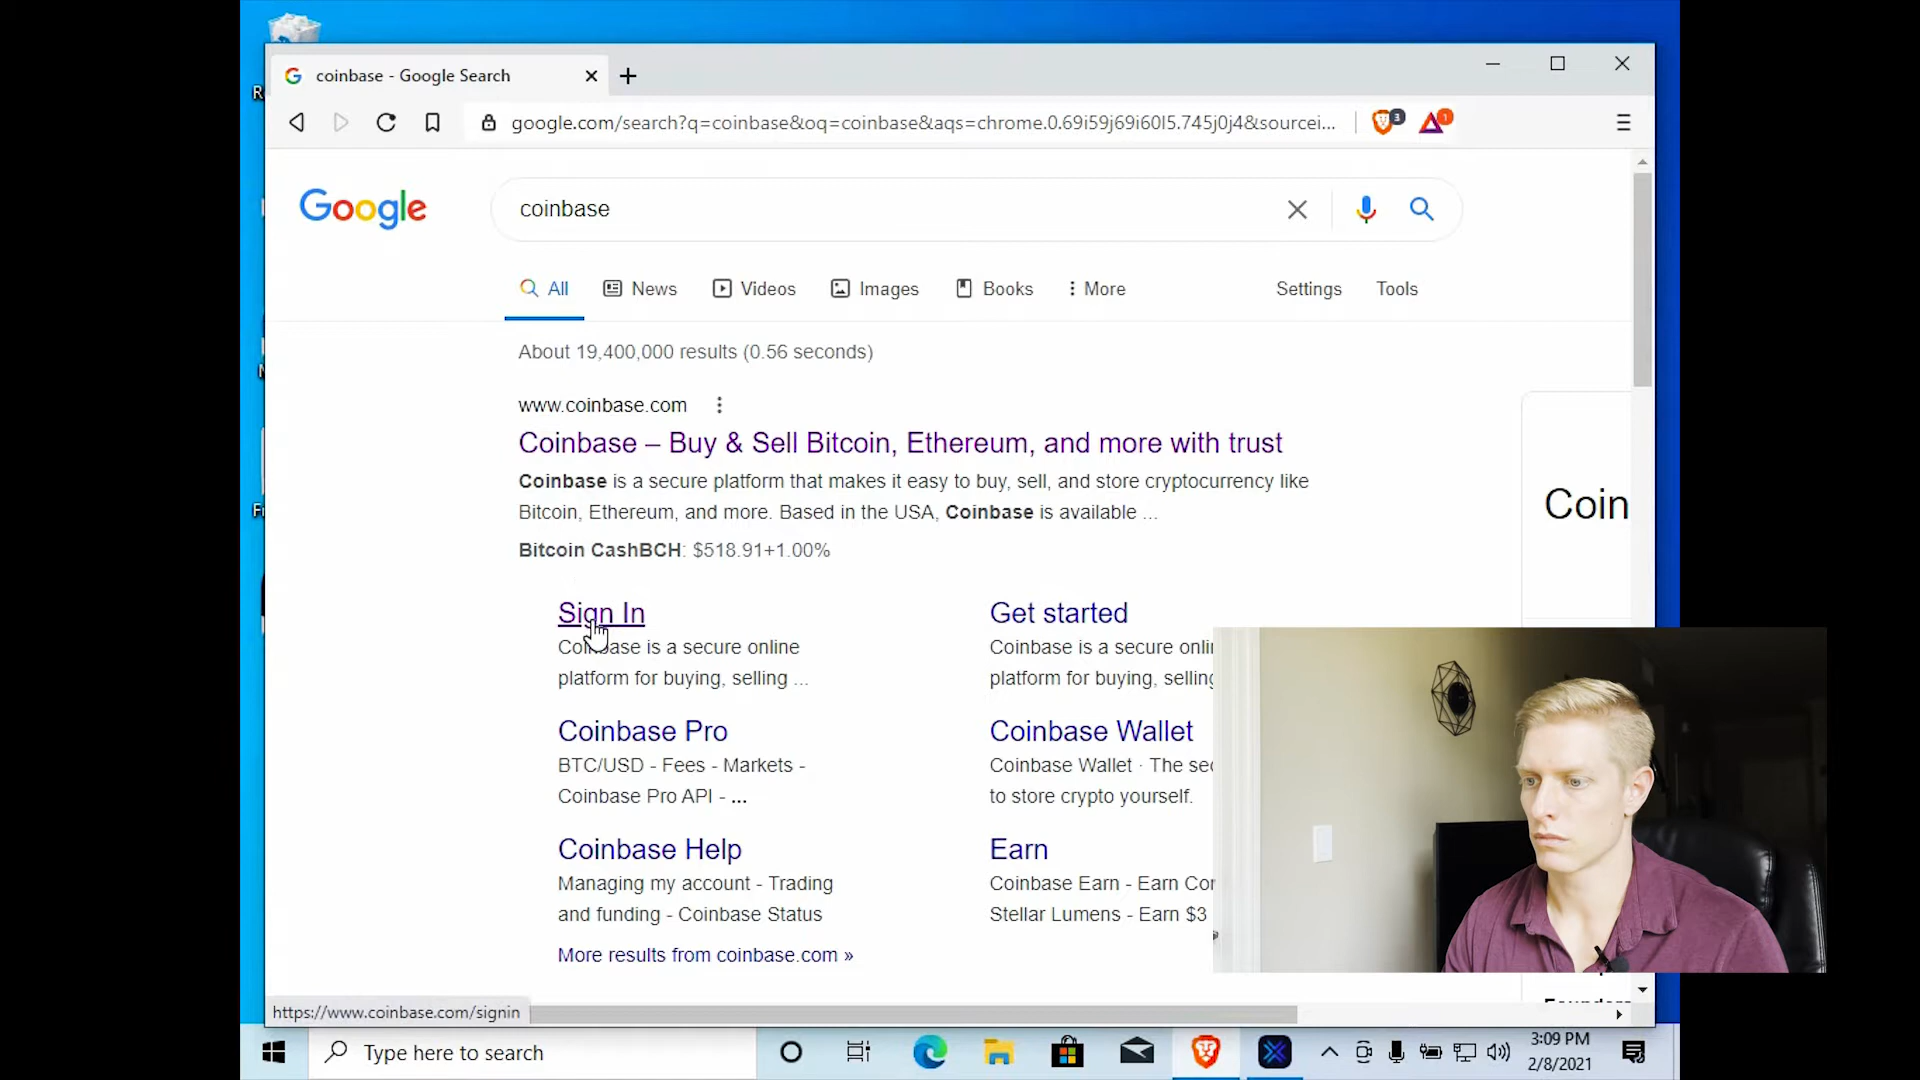 coinbase - Google Search
google.com/search?q=coinbase&oq=coinbase&aqs=chrome.0.69i59j69i60l5.745j0j4&sourcei...
3
1
Google
coinbase
All
News
Videos
Images
Books
More
Settings
Tools
About 19,400,000 results (0.56 seconds)
www.coinbase.com
Coinbase – Buy & Sell Bitcoin, Ethereum, and more with trust
Coinbase is a secure platform that makes it easy to buy, sell, and store cryptocurrency like
Bitcoin, Ethereum, and more. Based in the USA, Coinbase is available ...
Bitcoin CashBCH: $518.91+1.00%
Coin
Sign In
Coinbase is a secure online
platform for buying, selling ...
Get started
Coinbase is a secure onli
platform for buying, selling
Coinbase Pro
BTC/USD - Fees - Markets -
Coinbase Pro API - ...
Coinbase Wallet
Coinbase Wallet · The sec
to store crypto yourself.
Coinbase Help
Managing my account - Trading
and funding - Coinbase Status
Earn
Coinbase Earn - Earn Cor
Stellar Lumens - Earn $3
More results from coinbase.com »
https://www.coinbase.com/signin
Type here to search
3:09 PM
2/8/2021